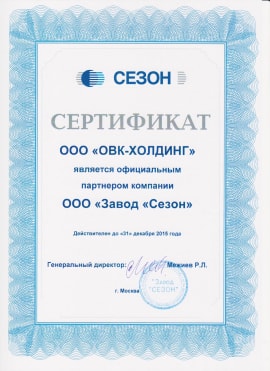 СЕЗОН
СЕРТИФИКАТ
ООО «ОВК-ХОЛДИНГ»
является официальным
партнером компании
ООО «Завод «Сезон»
Действителен до «31» декабря 2015 года
Генеральный директор: Межиев Р.Л.
г. Москва
"Завод
"СЕЗОН"